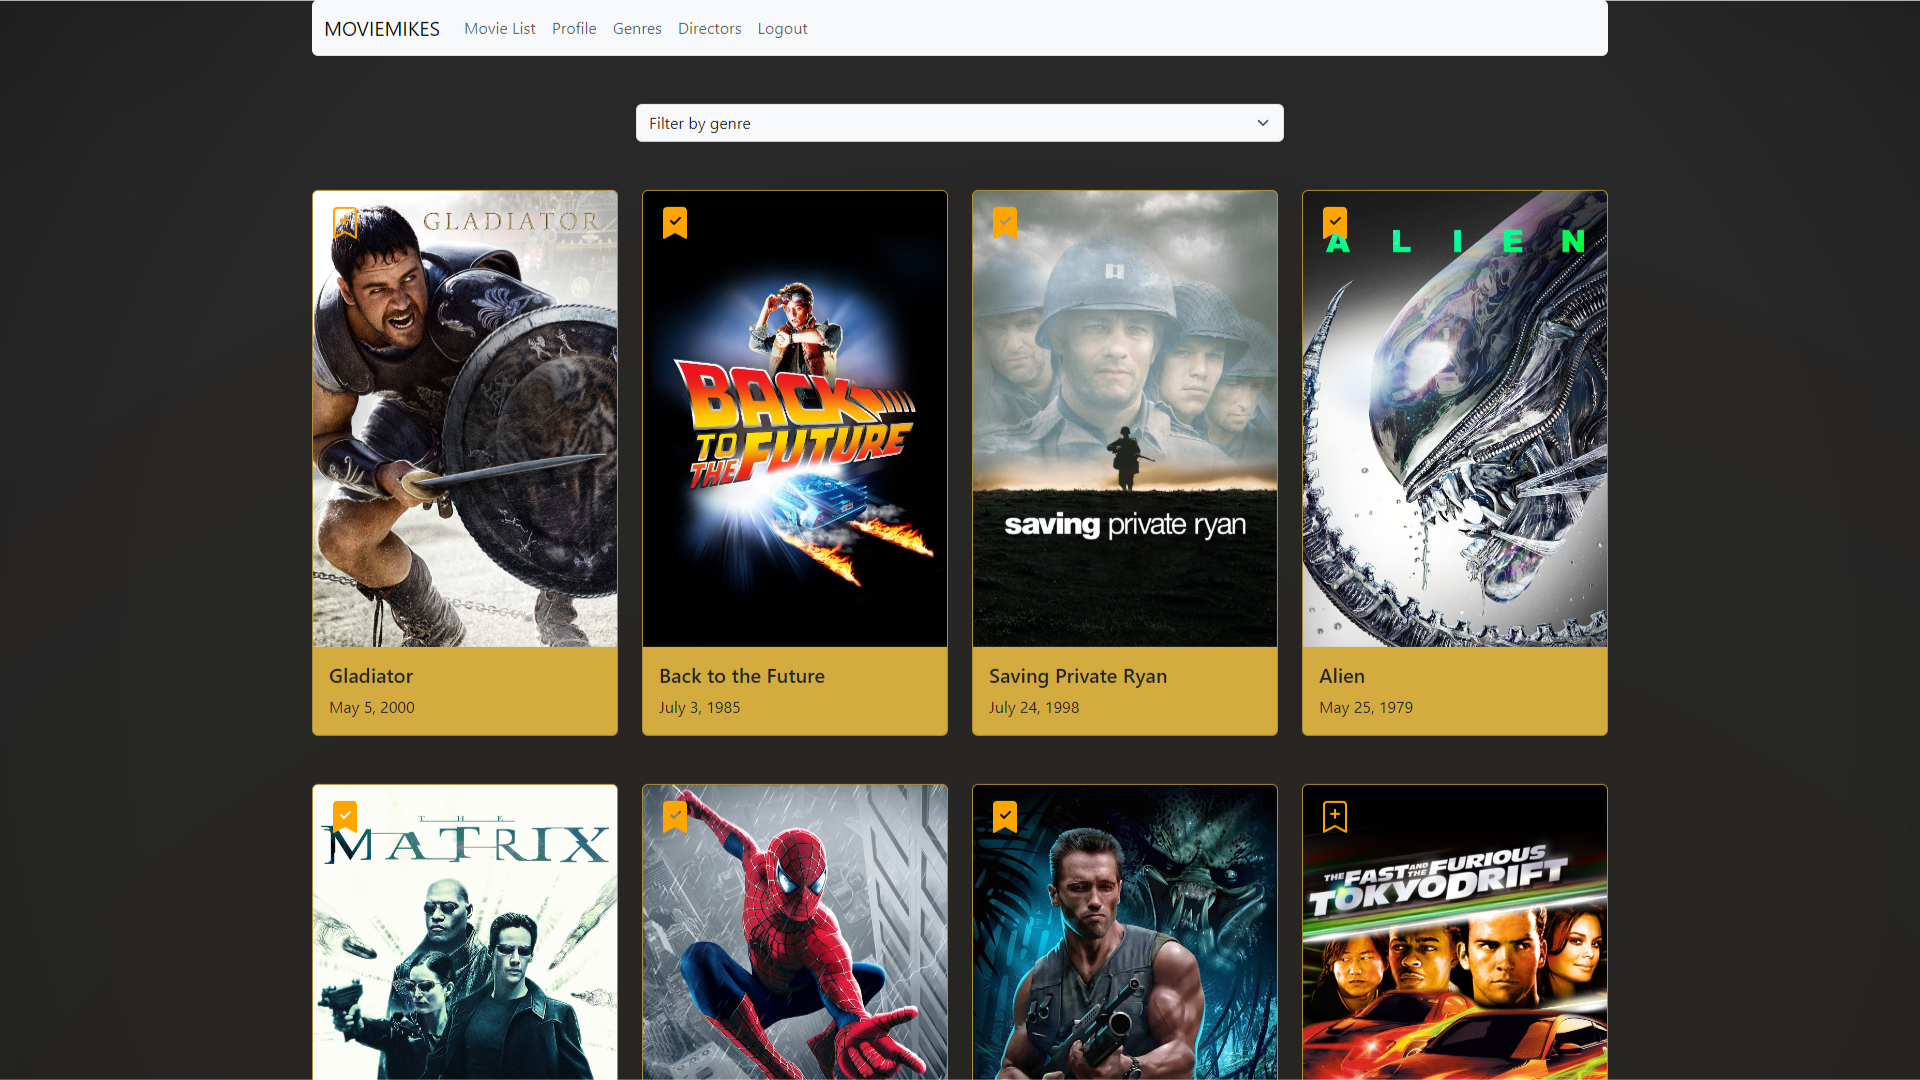 MOVIEMIKES Movie List Profile Genres Directors Logout
Filter by genre
GLADIATOR
BACK
TO THE FUTURE
saving private ryan
ALIEN
Gladiator
May 5, 2000
Back to the Future
July 3, 1985
Saving Private Ryan
July 24, 1998
Alien
May 25, 1979
THE
MATRIX
THE FAST AND THE FURIOUS
TOKYO DRIFT